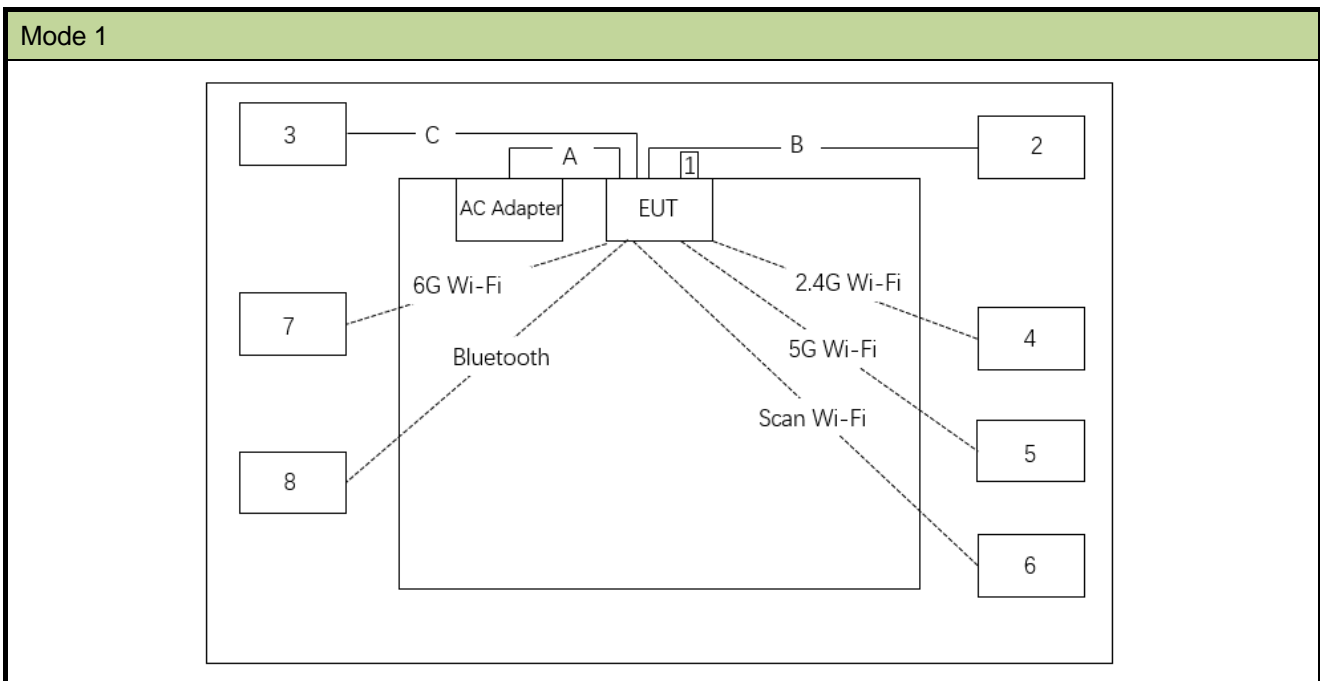 Mode 1
3
C
A
B
2
1
AC Adapter
EUT
6G Wi-Fi
2.4G Wi-Fi
7
4
Bluetooth
5G Wi-Fi
Scan Wi-Fi
5
8
6